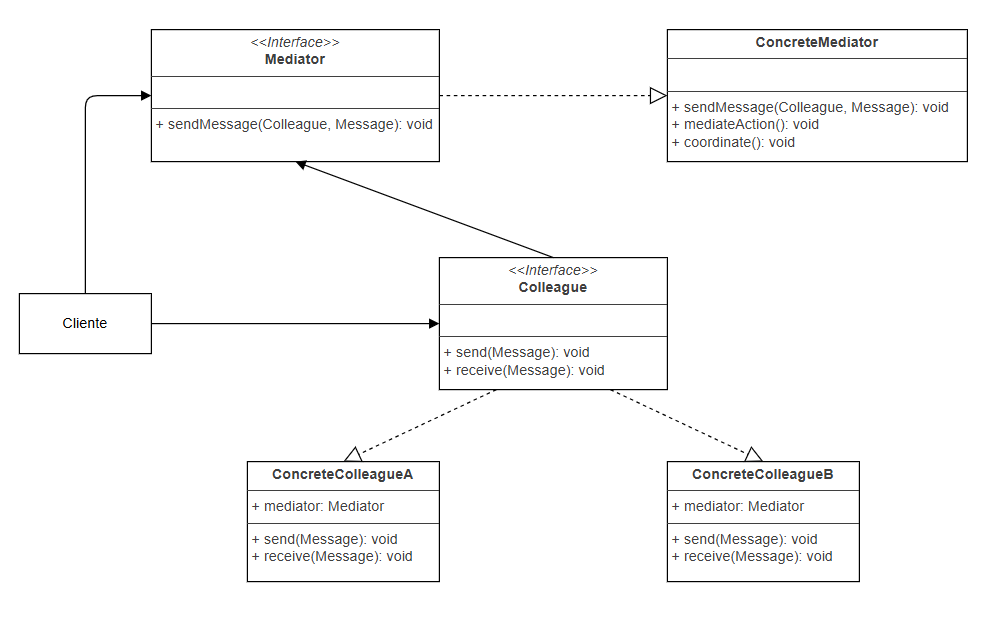 <<Interface>>
Mediator
+ sendMessage(Colleague, Message): void
ConcreteMediator
+ sendMessage(Colleague, Message): void
+ mediateAction(): void
+ coordinate(): void
Cliente
<<Interface>>
Colleague
+ send(Message): void
+ receive(Message): void
ConcreteColleagueA
+ mediator: Mediator
+ send(Message): void
+ receive(Message): void
ConcreteColleagueB
+ mediator: Mediator
+ send(Message): void
+ receive(Message): void